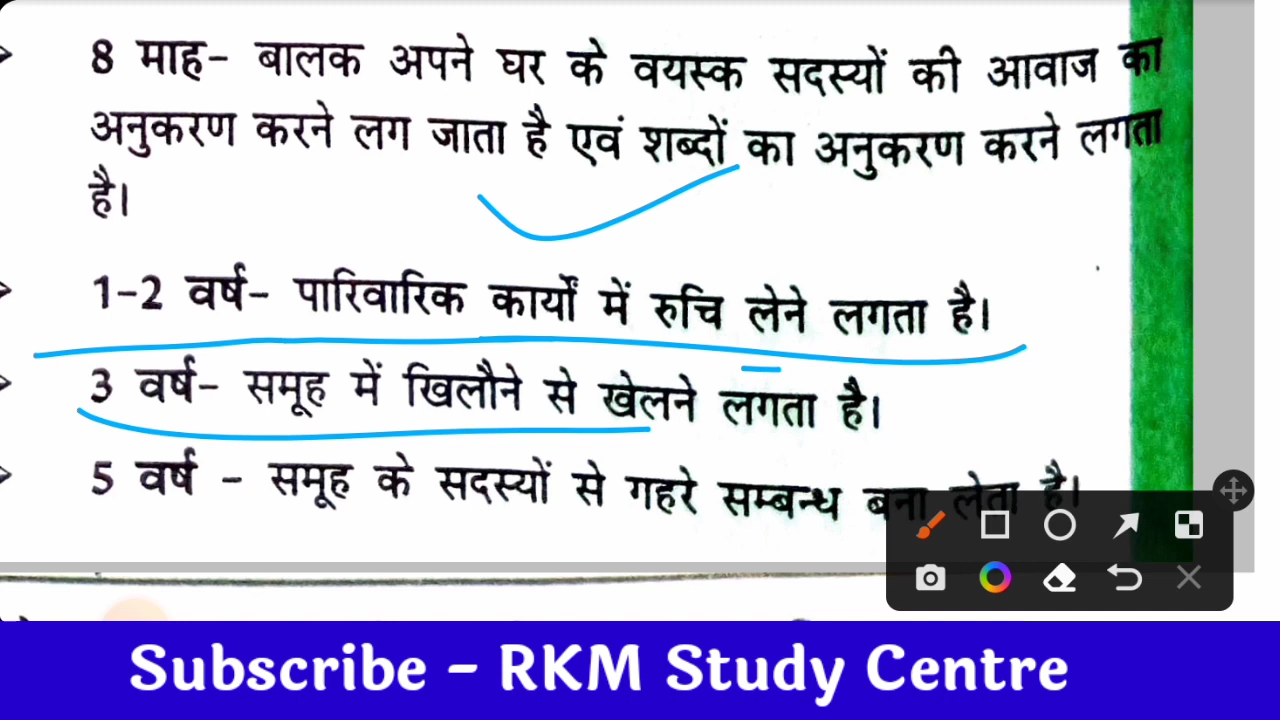 8 माह- बालक अपने घर के वयस्क सदस्यों की आवाज का
अनुकरण करने लग जाता है एवं शब्दों का अनुकरण करने लगता
है।
1-2 वर्ष- पारिवारिक कार्यों में रुचि लेने लगता है।
3 वर्ष- समूह में खिलौने से खेलने लगता है।
5 वर्ष - समूह के सदस्यों से गहरे सम्बन्ध बना लेता है।
Subscribe - RKM Study Centre